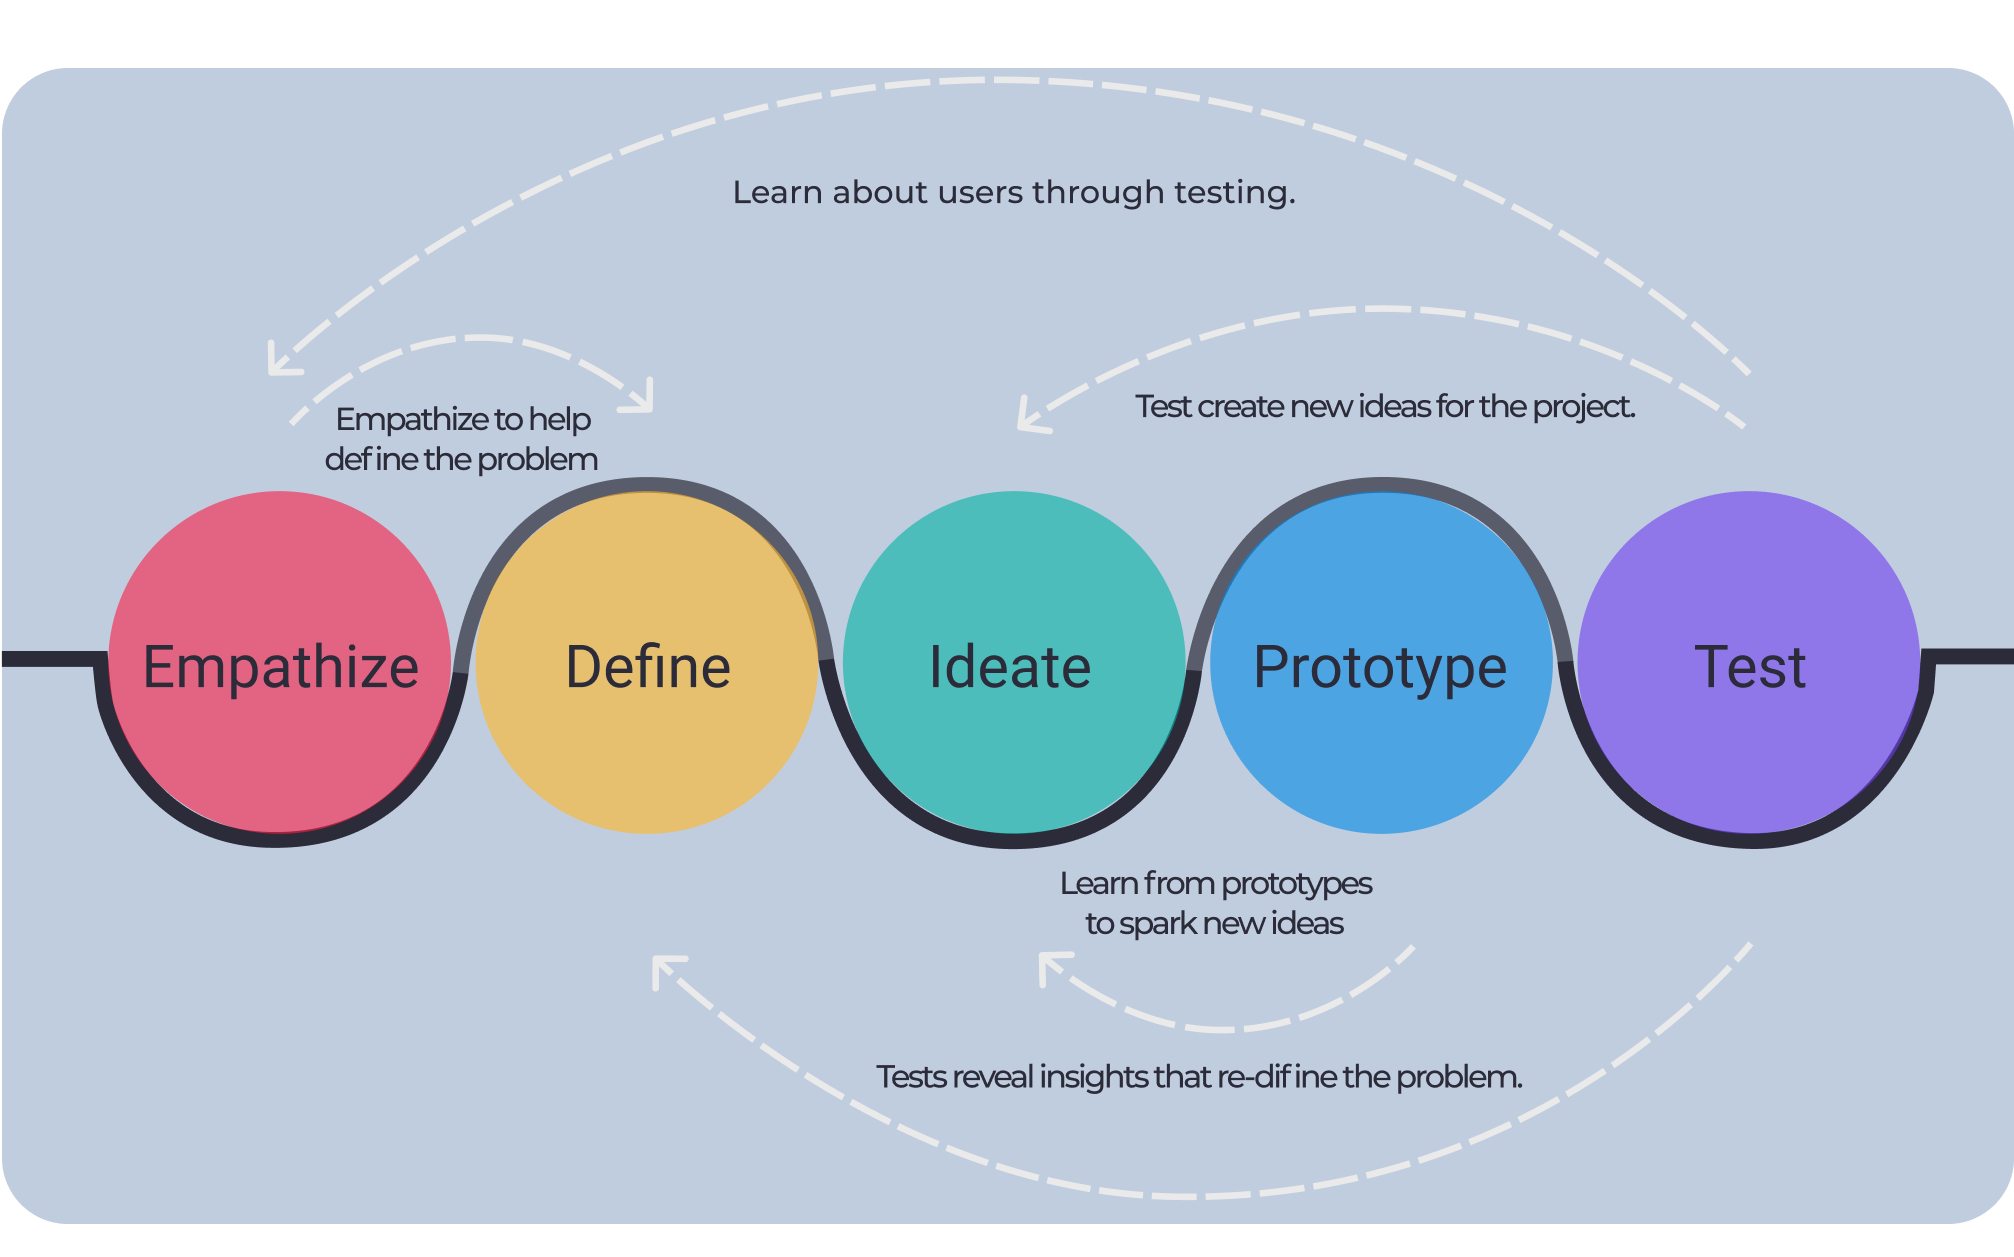 Learn about users through testing.
Empathize to help
define the problem
Test create new ideas for the project.
Empathize
Define
Ideate
Prototype
Test
Learn from prototypes
to spark new ideas
Tests reveal insights that re-difine the problem.